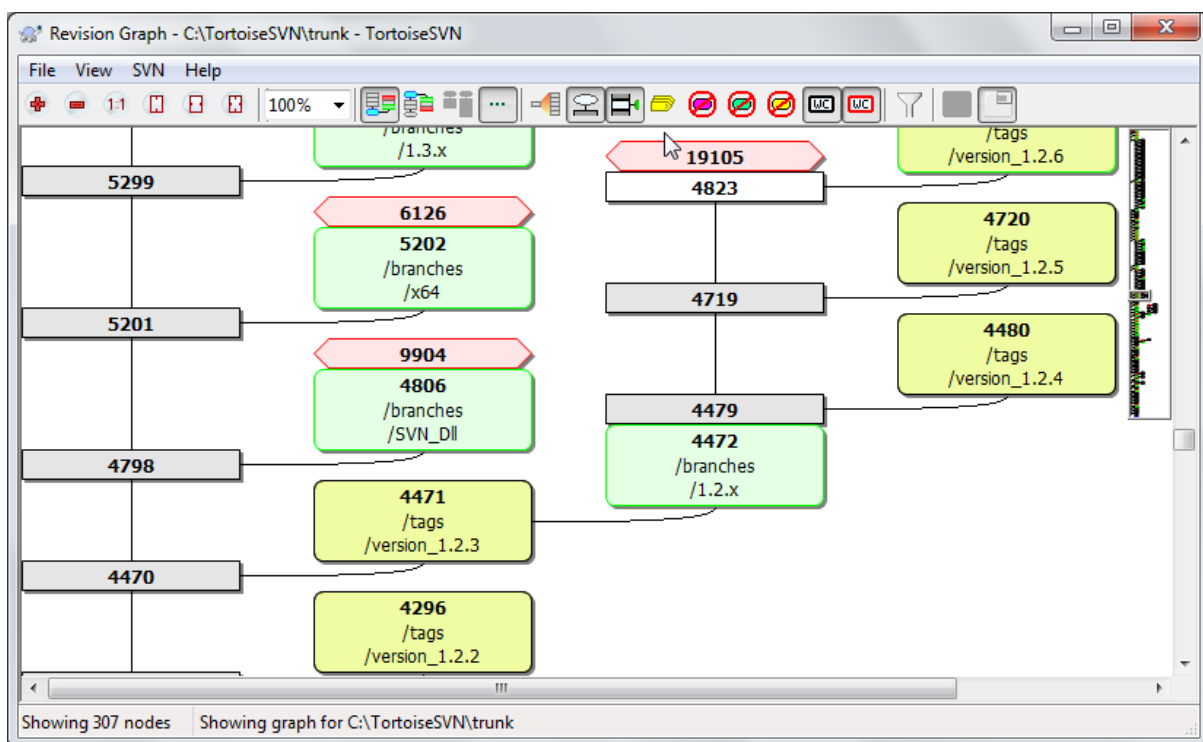 Revision Graph - C:\TortoiseSVN\trunk - TortoiseSVN
File View SVN Help
1:1 100% ... WC WC
/branches
/1.3.x
5299
6126
5202
/branches
/x64
5201
9904
4806
/branches
/SVN_Dll
4798
4471
/tags
/version_1.2.3
4470
4296
/tags
/version_1.2.2
19105
4823
4719
4479
4472
/branches
/1.2.x
/tags
/version_1.2.6
4720
/tags
/version_1.2.5
4480
/tags
/version_1.2.4
Showing 307 nodes Showing graph for C:\TortoiseSVN\trunk